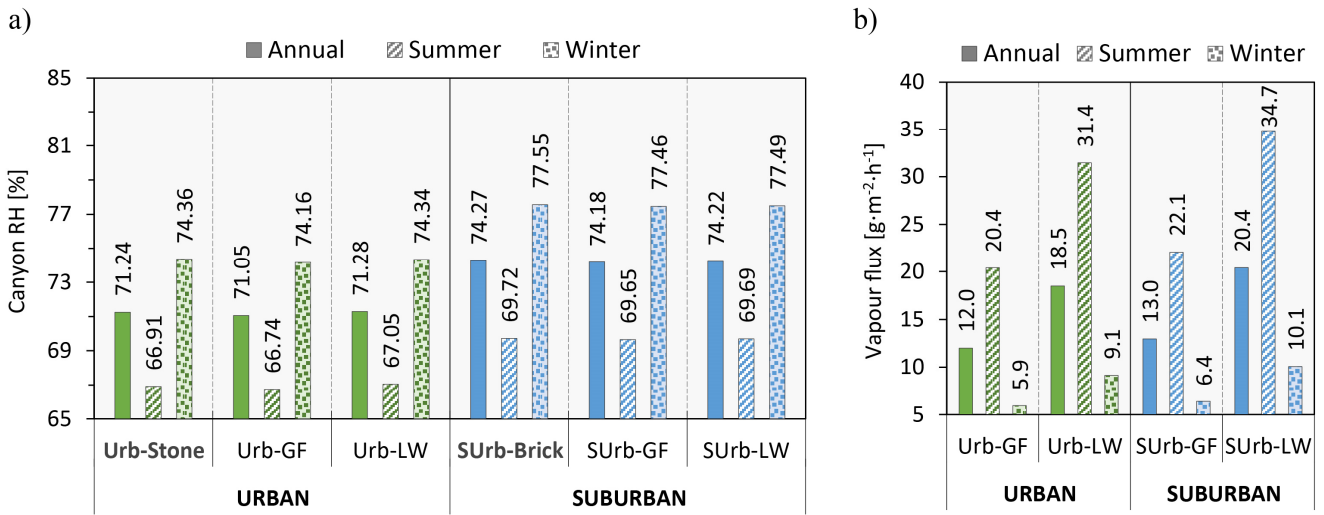 a)
Annual Summer Winter
Canyon RH [%]
85
81
77
73
69
65
71.24 66.91 74.36 71.05 66.74 74.16 71.28 67.05 74.34 74.27 69.72 77.55 74.18 69.65 77.46 74.22 69.69 77.49
Urb-Stone Urb-GF Urb-LW SUrb-Brick SUrb-GF SUrb-LW
URBAN SUBURBAN
b)
Annual Summer Winter
Vapour flux [g·m⁻²·h⁻¹]
40
35
30
25
20
15
10
5
12.0 20.4 5.9 18.5 31.4 9.1 13.0 22.1 6.4 20.4 34.7 10.1
Urb-GF Urb-LW SUrb-GF SUrb-LW
URBAN SUBURBAN